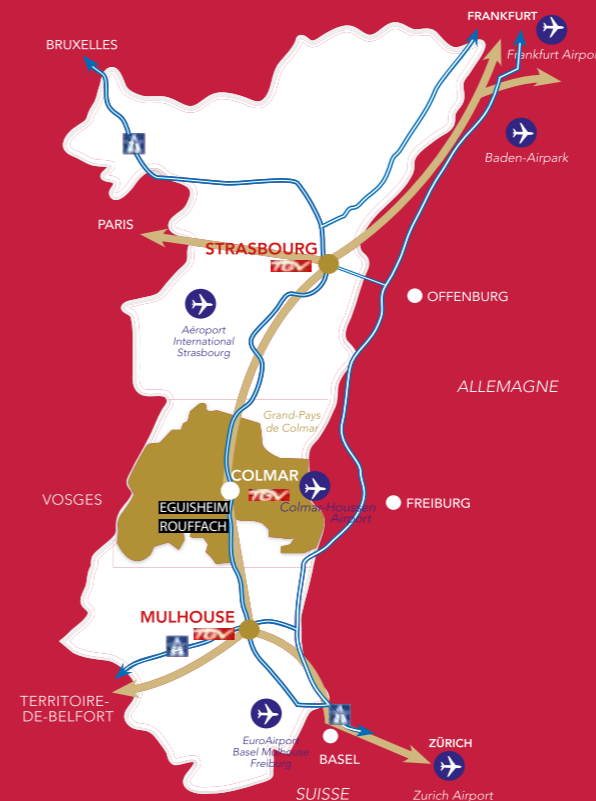 FRANKFURT
Frankfurt Airport
BRUXELLES
Baden-Airpark
PARIS
STRASBOURG
TGV
OFFENBURG
Aéroport
International
Strasbourg
ALLEMAGNE
Grand-Pays
de Colmar
COLMAR
TGV
VOSGES
EGUISHEIM
Colmar-Houssen
Airport
FREIBURG
ROUFFACH
MULHOUSE
TGV
TERRITOIRE-
DE-BELFORT
EuroAirport
Basel Mulhouse
Freiburg
BASEL
ZÜRICH
SUISSE
Zurich Airport